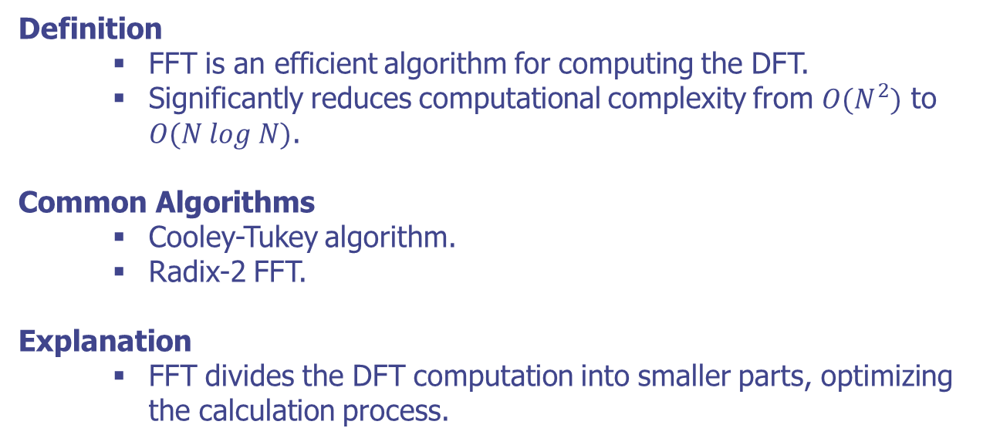 Definition
▪ FFT is an efficient algorithm for computing the DFT.
▪ Significantly reduces computational complexity from O(N²) to
O(N log N).
Common Algorithms
▪ Cooley-Tukey algorithm.
▪ Radix-2 FFT.
Explanation
▪ FFT divides the DFT computation into smaller parts, optimizing
the calculation process.